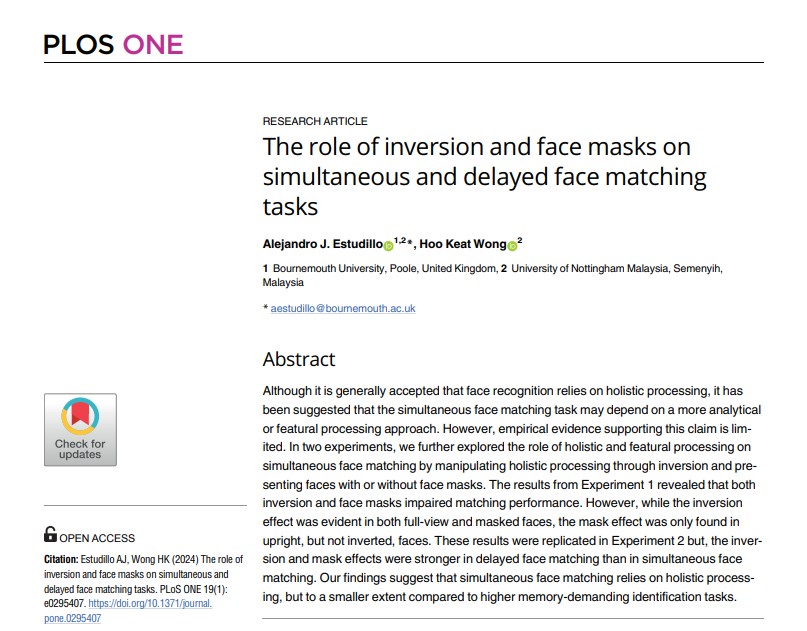 PLOS ONE
RESEARCH ARTICLE
The role of inversion and face masks on
simultaneous and delayed face matching
tasks
Alejandro J. Estudillo iD 1,2*, Hoo Keat Wong iD 2
1 Bournemouth University, Poole, United Kingdom, 2 University of Nottingham Malaysia, Semenyih,
Malaysia
* aestudillo@bournemouth.ac.uk
Abstract
Although it is generally accepted that face recognition relies on holistic processing, it has
been suggested that the simultaneous face matching task may depend on a more analytical
or featural processing approach. However, empirical evidence supporting this claim is lim-
ited. In two experiments, we further explored the role of holistic and featural processing on
simultaneous face matching by manipulating holistic processing through inversion and pre-
senting faces with or without face masks. The results from Experiment 1 revealed that both
inversion and face masks impaired matching performance. However, while the inversion
effect was evident in both full-view and masked faces, the mask effect was only found in
upright, but not inverted, faces. These results were replicated in Experiment 2 but, the inver-
sion and mask effects were stronger in delayed face matching than in simultaneous face
matching. Our findings suggest that simultaneous face matching relies on holistic process-
ing, but to a smaller extent compared to higher memory-demanding identification tasks.
Check for
updates
OPEN ACCESS
Citation: Estudillo AJ, Wong HK (2024) The role of
inversion and face masks on simultaneous and
delayed face matching tasks. PLoS ONE 19(1):
e0295407. https://doi.org/10.1371/journal.
pone.0295407